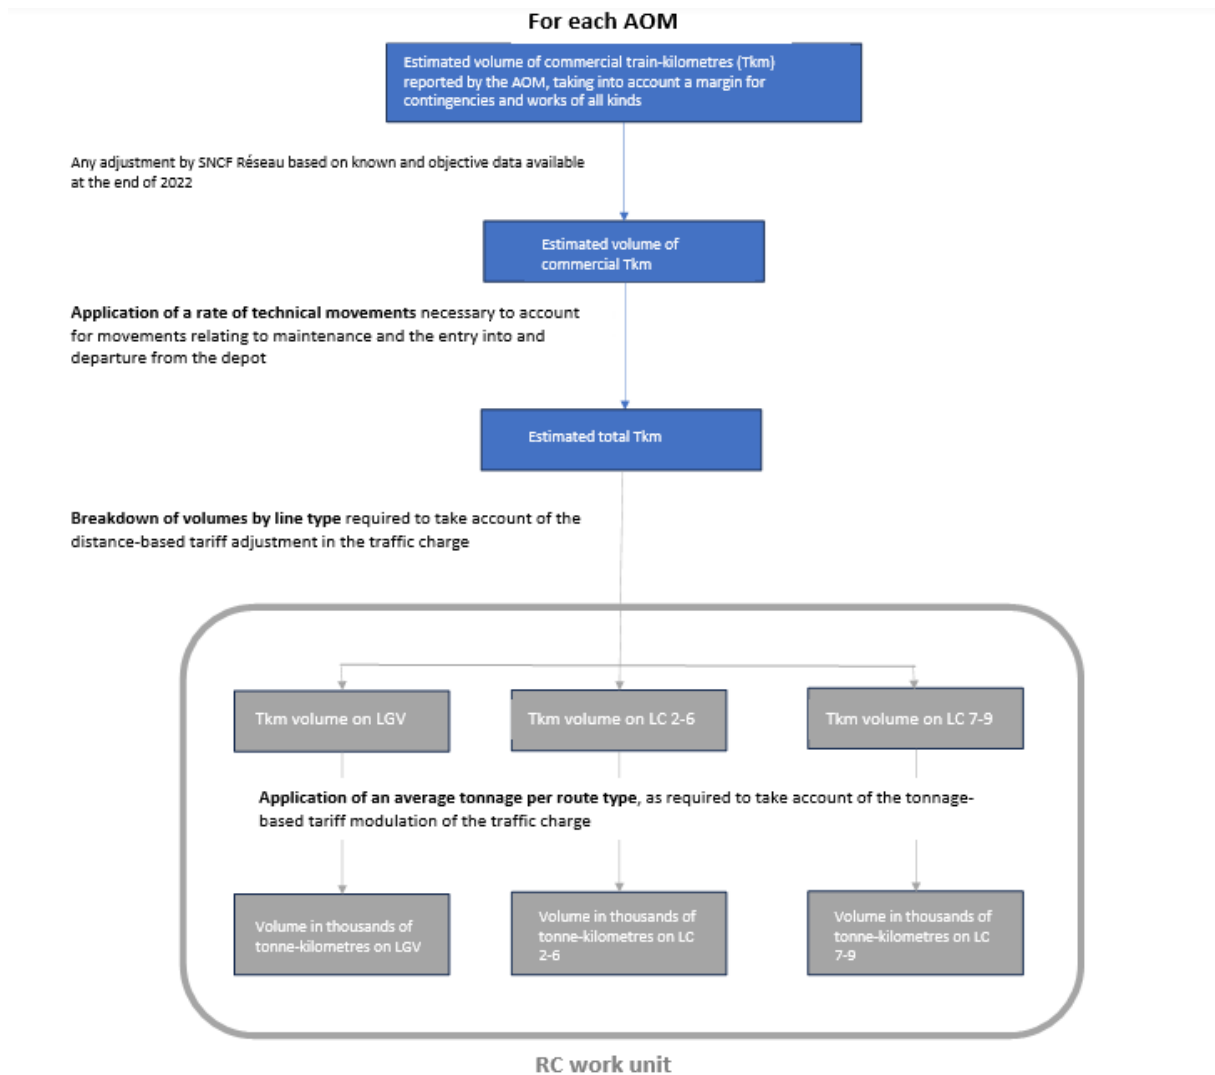 For each AOM
Estimated volume of commercial train-kilometres (Tkm)
reported by the AOM, taking into account a margin for
contingencies and works of all kinds
Any adjustment by SNCF Réseau based on known and objective data available
at the end of 2022
Estimated volume of
commercial Tkm
Application of a rate of technical movements necessary to account
for movements relating to maintenance and the entry into and
departure from the depot
Estimated total Tkm
Breakdown of volumes by line type required to take account of the
distance-based tariff adjustment in the traffic charge
Tkm volume on LGV
Tkm volume on LC 2-6
Tkm volume on LC 7-9
Application of an average tonnage per route type, as required to take account of the tonnage-
based tariff modulation of the traffic charge
Volume in thousands of
tonne-kilometres on LGV
Volume in thousands of
tonne-kilometres on LC
2-6
Volume in thousands of
tonne-kilometres on LC
7-9
RC work unit